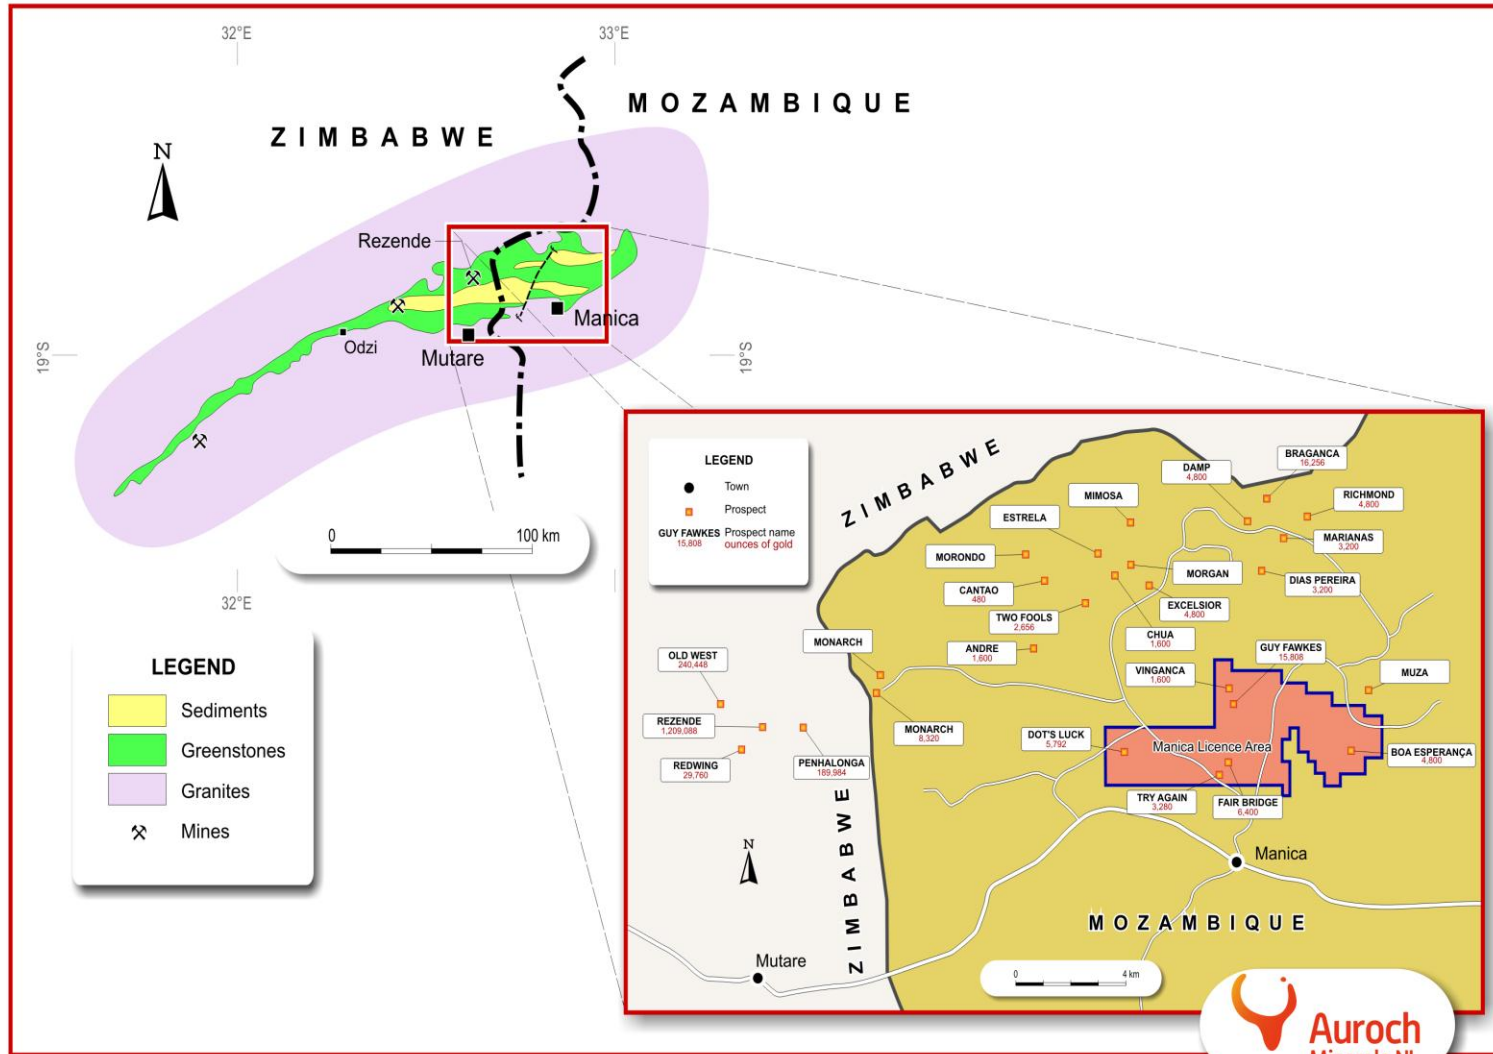 32°E
33°E
MOZAMBIQUE
ZIMBABWE
N
Rezende
Manica
Odzi
Mutare
19°S
19°S
0 100 km
32°E
LEGEND
Sediments
Greenstones
Granites
Mines
LEGEND
Town
Prospect
GUY FAWKES Prospect name
15,808 ounces of gold
ZIMBABWE
BRAGANCA
16,256
DAMP
4,800
RICHMOND
4,800
MIMOSA
ESTRELA
MARIANAS
3,200
MORONDO
MORGAN
DIAS PEREIRA
3,200
CANTAO
480
EXCELSIOR
4,800
TWO FOOLS
2,656
CHUA
1,600
MONARCH
ANDRE
1,600
GUY FAWKES
15,808
OLD WEST
240,448
VINGANCA
1,600
MUZA
REZENDE
1,209,088
MONARCH
8,320
DOT'S LUCK
5,792
Manica Licence Area
BOA ESPERANÇA
4,800
REDWING
29,760
PENHALONGA
189,984
TRY AGAIN
3,280
FAIR BRIDGE
6,400
N
ZIMBABWE
Manica
MOZAMBIQUE
Mutare
0 4 km
Auroch